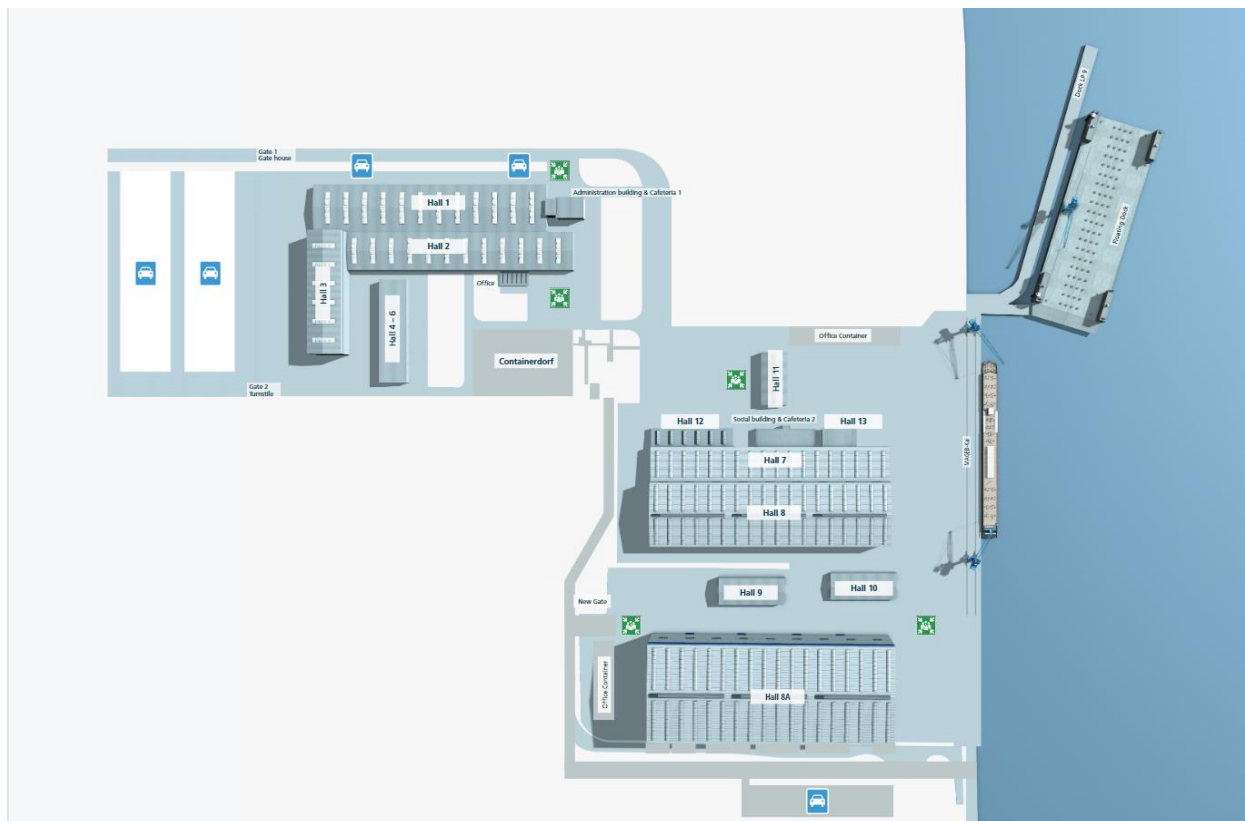 Dock LP 9
Floating Dock
Gate 1
Gate house
Administration building & Cafeteria 1
Hall 1
Hall 2
Office
Hall 3
Hall 4 – 6
Office Container
Containerdorf
Hall 11
Gate 2
Turnstile
Social building & Cafeteria 2
Hall 12
Hall 13
Hall 7
Hall 8
Hall 9
Hall 10
New Gate
Office Container
Hall 8A